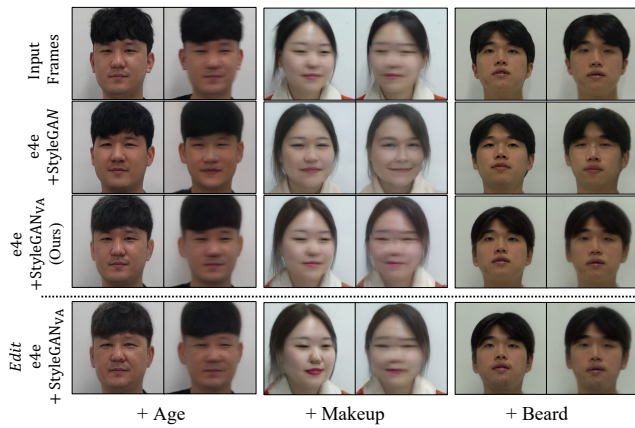 Input
Frames
e4e
+StyleGAN
e4e
+StyleGANVA
(Ours)
Edit
e4e
+ StyleGANVA
+ Age
+ Makeup
+ Beard